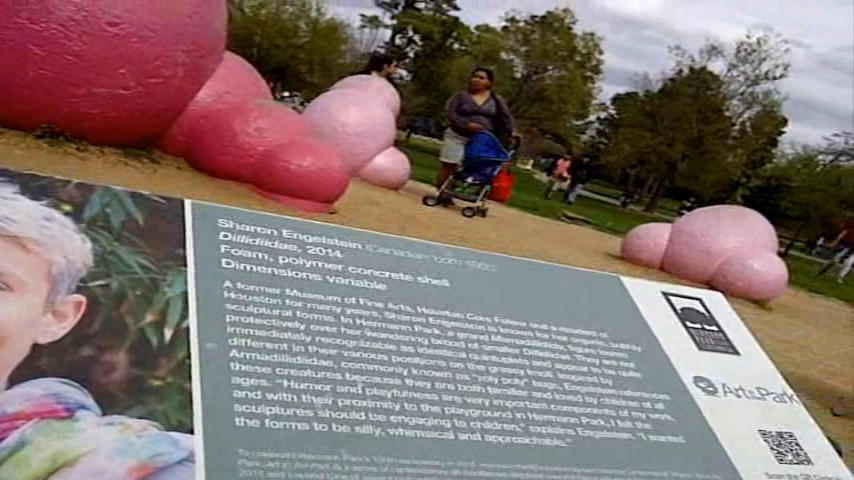 Sharon Engelstein (Canadian, born 1965)
Dillidiidae, 2014
Foam, polymer concrete shell
Dimensions variable
A former Museum of Fine Arts, Houston Core Fellow and a resident of
Houston for many years, Sharon Engelstein is known for her organic, bubbly
sculptural forms. In Hermann Park, a grand Mamadillidiidae, lights home
protectively over her wandering brood of smaller Dillidiidae. They are not
immediately recognizable as identical quintuplets and appear to be quite
different in their various positions on the grassy knoll. Inspired by
Armadillidiidae, commonly known as "roly poly" bugs, Engelstein references
these creatures because they are both familiar and loved by children of all
ages. "Humor and playfulness are very important components of my work,
and with their proximity to the playground in Hermann Park, I felt the
sculptures should be engaging to children," explains Engelstein. "I wanted
the forms to be silly, whimsical and approachable."
Art in the Park